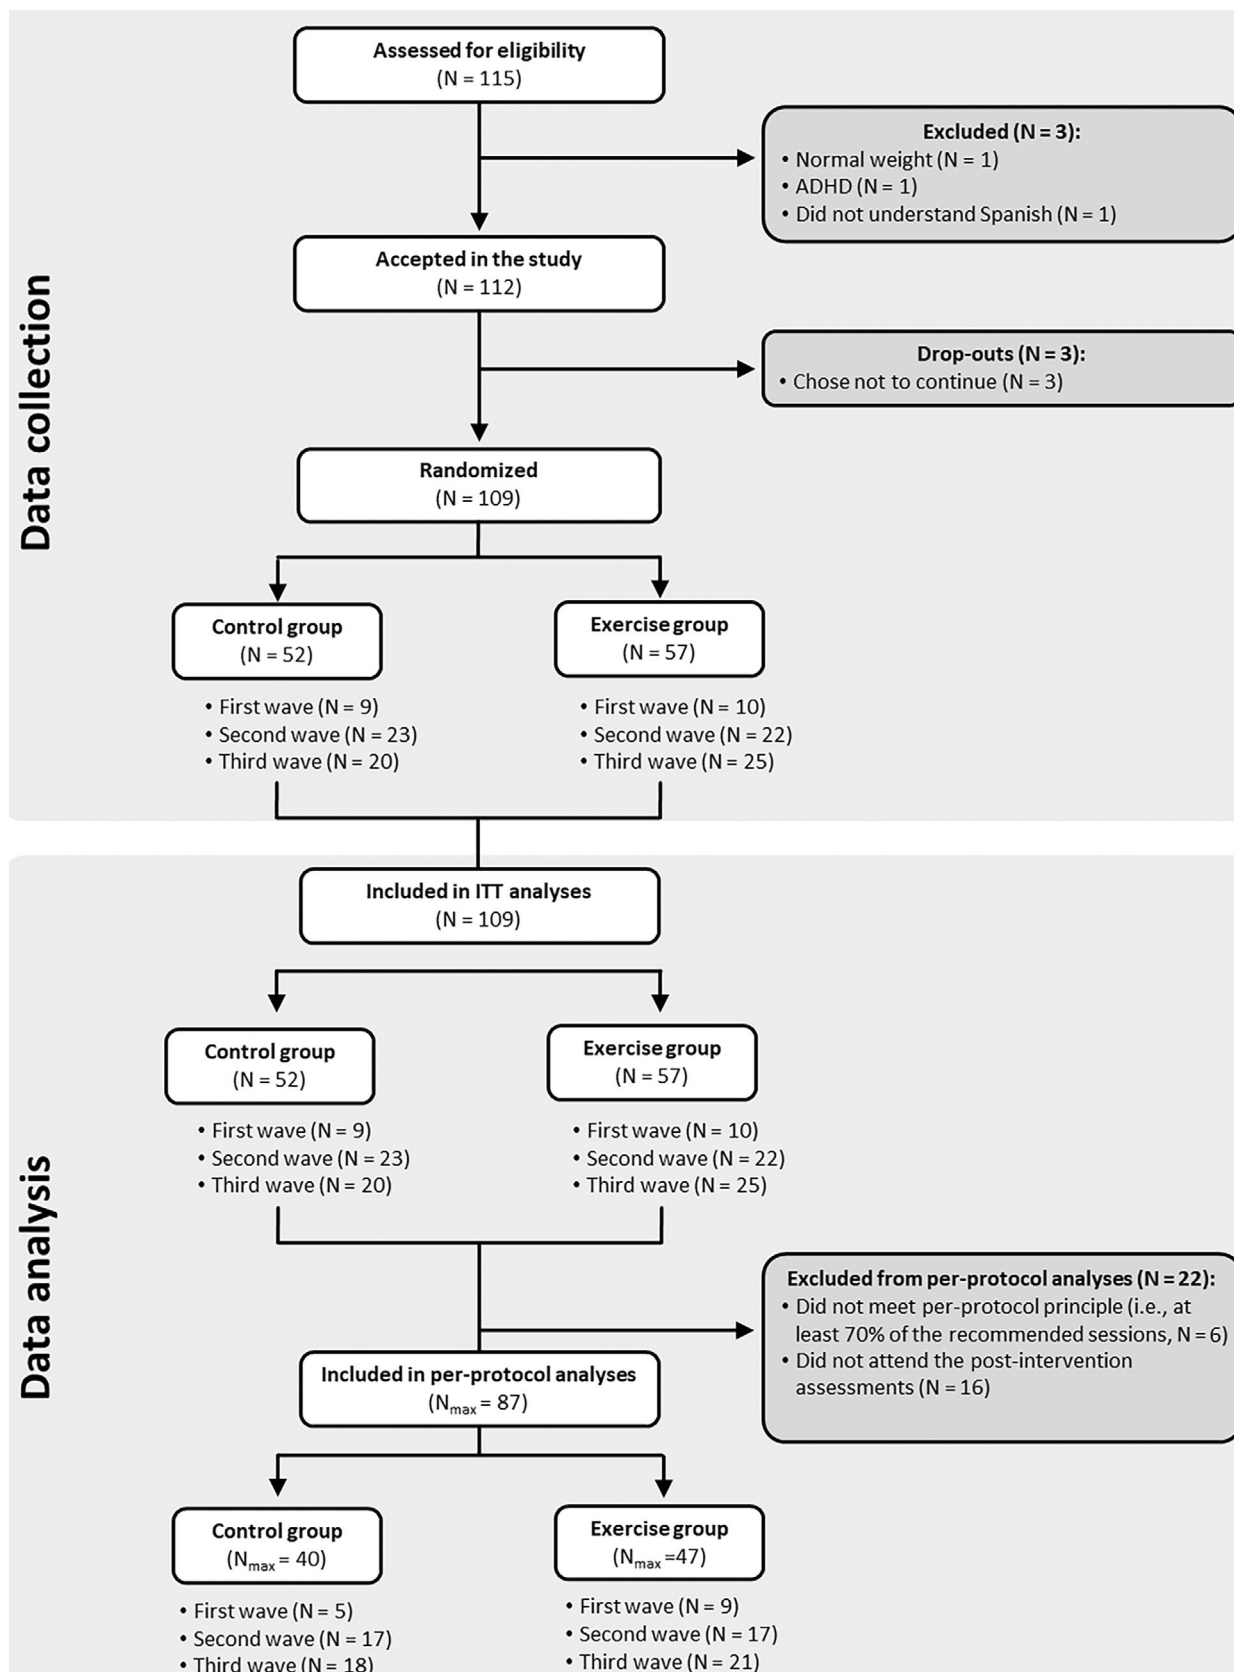 Data collection
Assessed for eligibility
(N = 115)
Excluded (N = 3):
• Normal weight (N = 1)
• ADHD (N = 1)
• Did not understand Spanish (N = 1)
Accepted in the study
(N = 112)
Drop-outs (N = 3):
• Chose not to continue (N = 3)
Randomized
(N = 109)
Control group
(N = 52)
• First wave (N = 9)
• Second wave (N = 23)
• Third wave (N = 20)
Exercise group
(N = 57)
• First wave (N = 10)
• Second wave (N = 22)
• Third wave (N = 25)
Data analysis
Included in ITT analyses
(N = 109)
Control group
(N = 52)
• First wave (N = 9)
• Second wave (N = 23)
• Third wave (N = 20)
Exercise group
(N = 57)
• First wave (N = 10)
• Second wave (N = 22)
• Third wave (N = 25)
Excluded from per-protocol analyses (N = 22):
• Did not meet per-protocol principle (i.e., at
least 70% of the recommended sessions, N = 6)
• Did not attend the post-intervention
assessments (N = 16)
Included in per-protocol analyses
(Nmax = 87)
Control group
(Nmax = 40)
• First wave (N = 5)
• Second wave (N = 17)
• Third wave (N = 18)
Exercise group
(Nmax =47)
• First wave (N = 9)
• Second wave (N = 17)
• Third wave (N = 21)